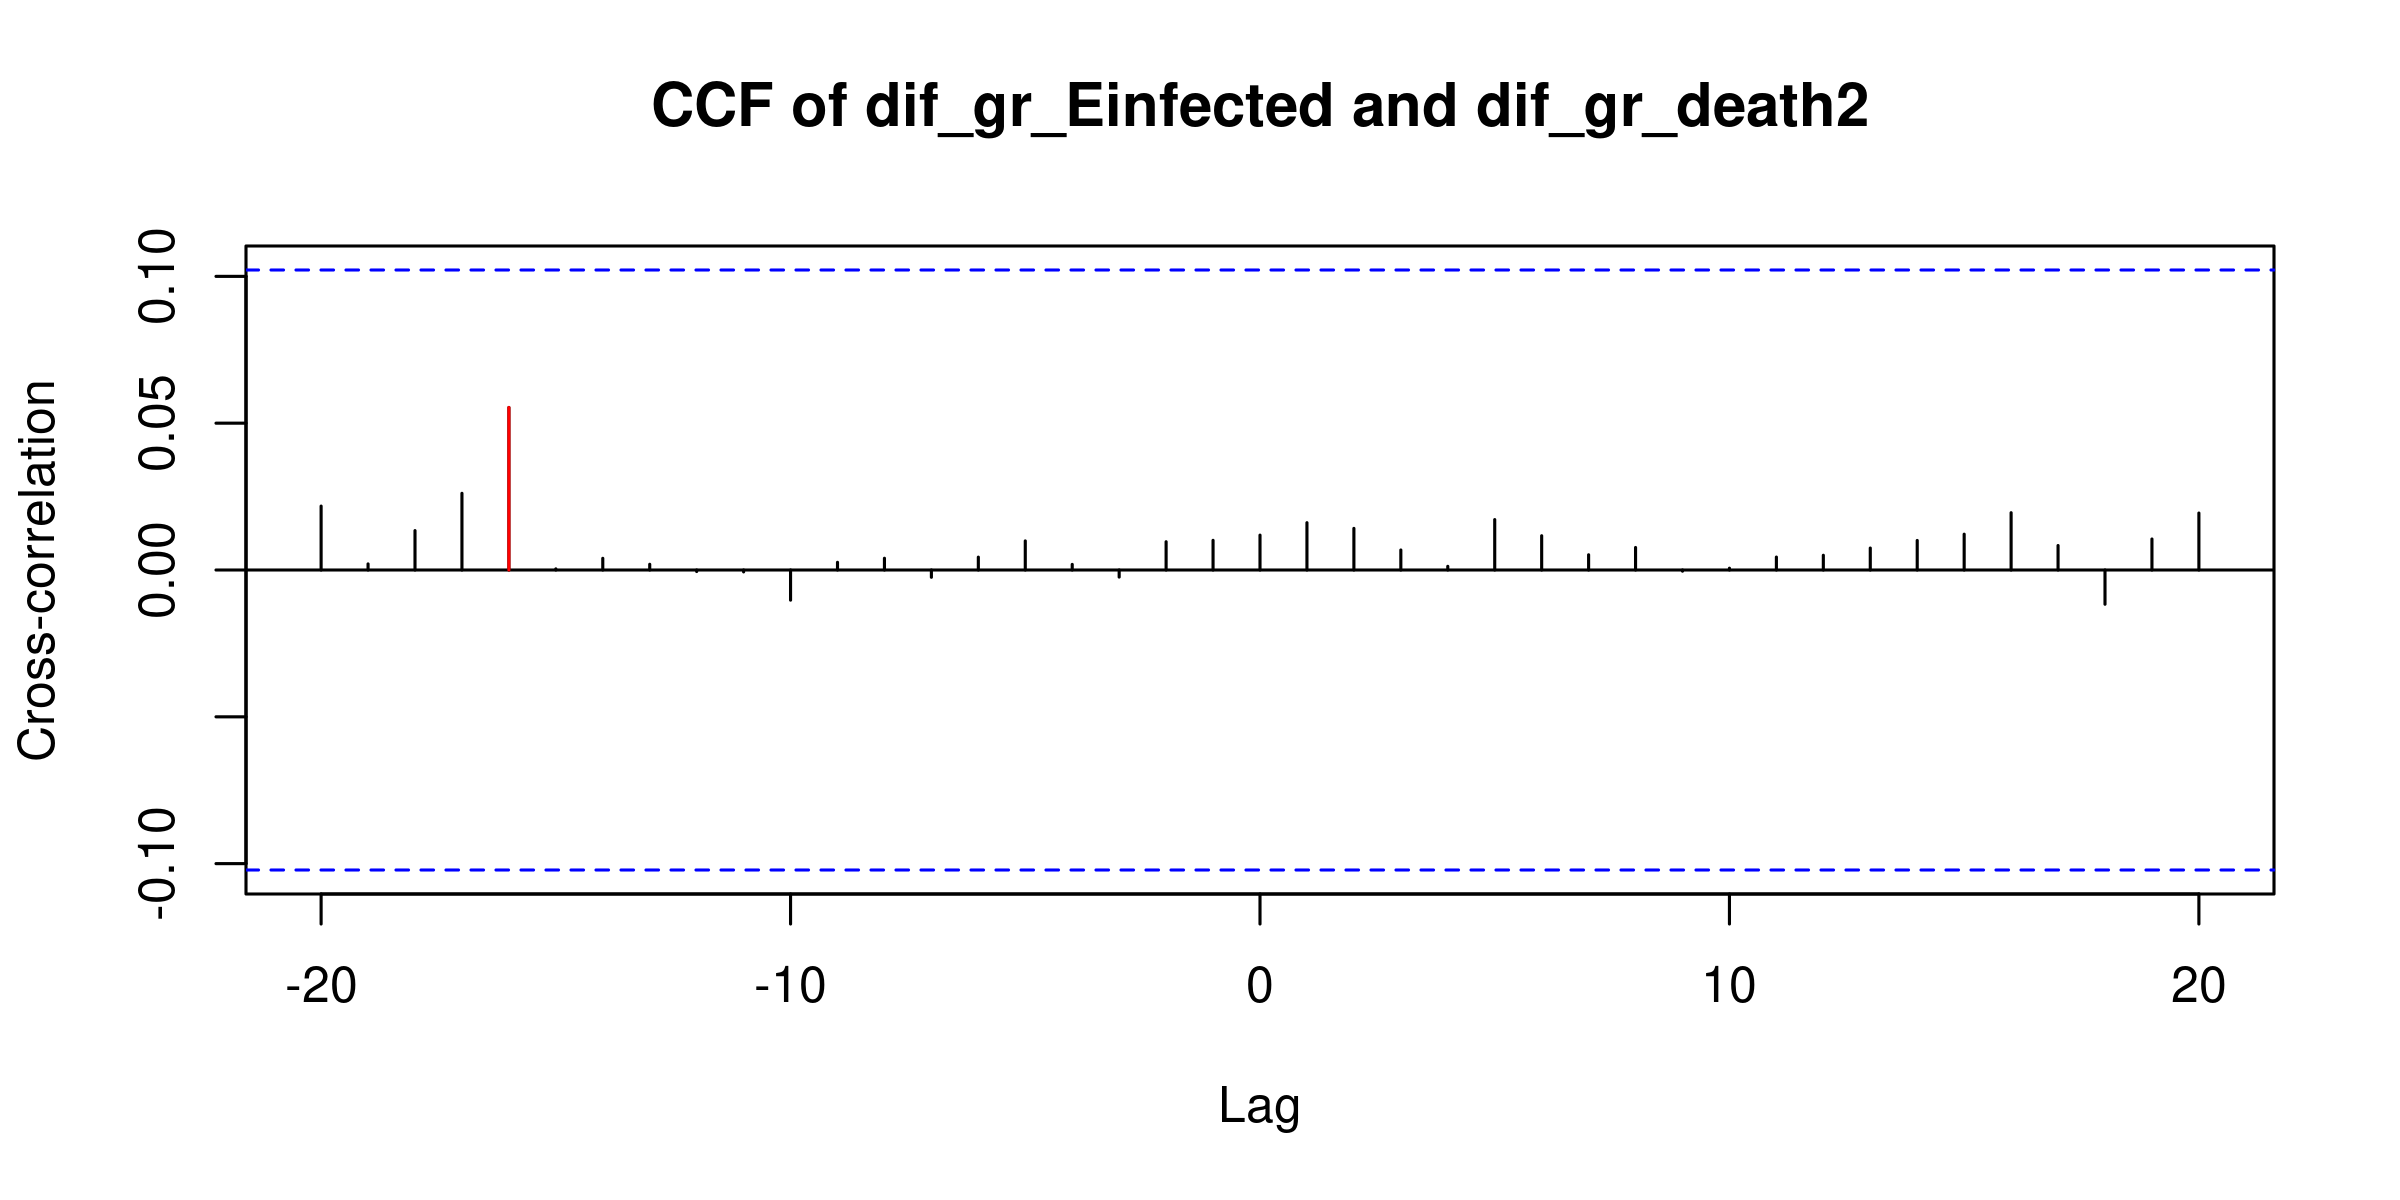 CCF of dif_gr_Einfected and dif_gr_death2
Cross-correlation
0.10
0.05
0.00
-0.10
-20 -10 0 10 20
Lag